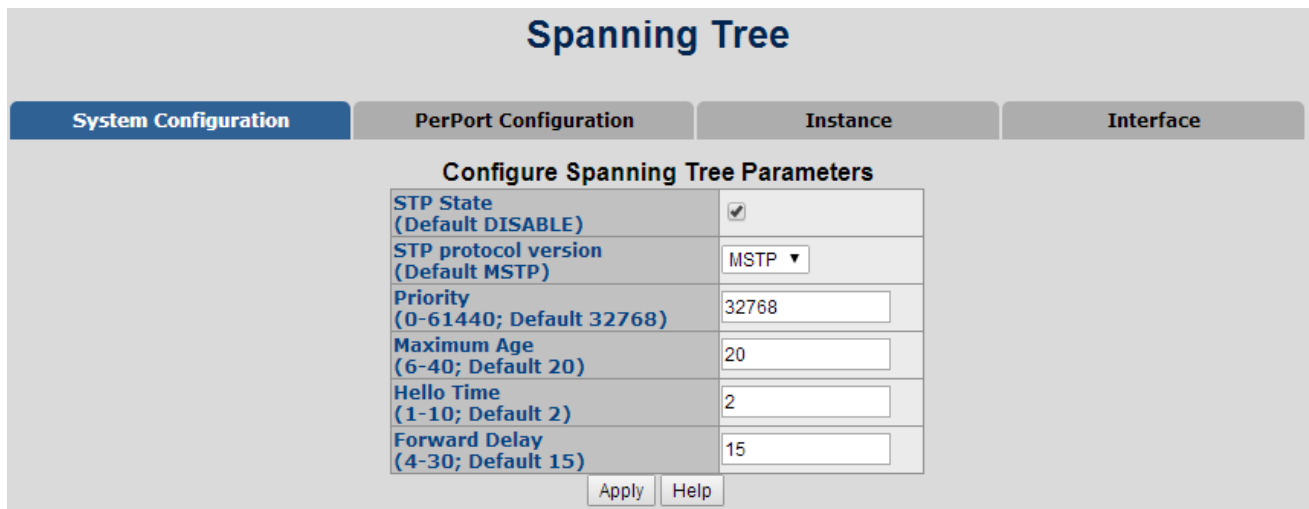 Spanning Tree
System Configuration
PerPort Configuration
Instance
Interface
Configure Spanning Tree Parameters
STP State
(Default DISABLE)
STP protocol version
(Default MSTP)
MSTP
Priority
(0-61440; Default 32768)
32768
Maximum Age
(6-40; Default 20)
20
Hello Time
(1-10; Default 2)
2
Forward Delay
(4-30; Default 15)
15
Apply
Help